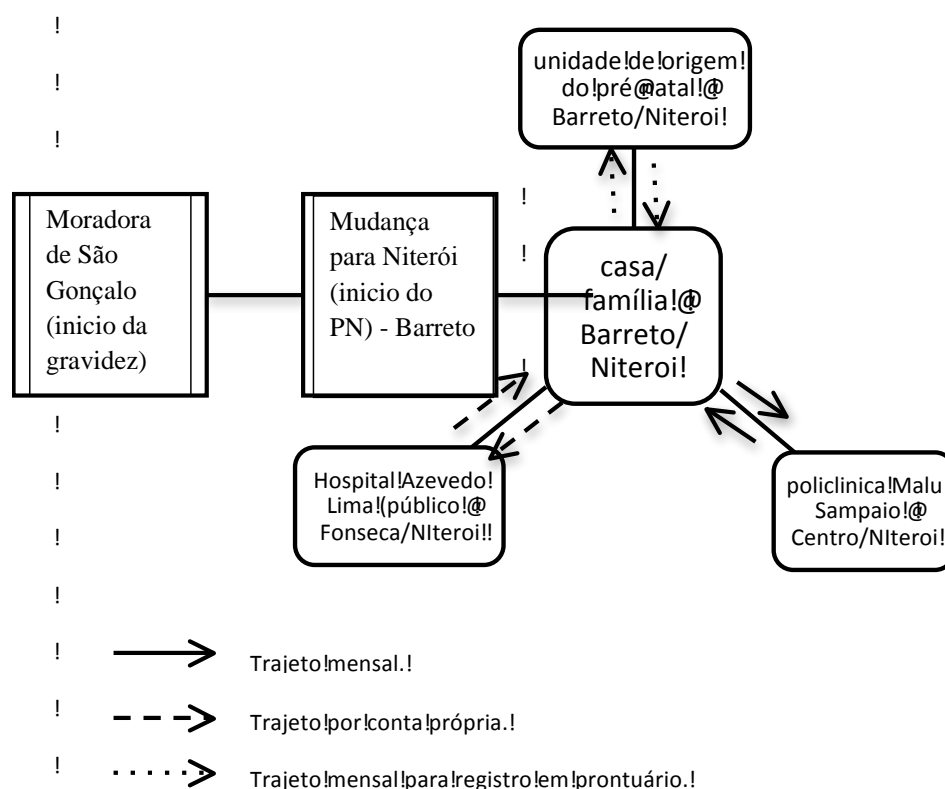 !
!
!
unidade!de!origem!
do!pré@natal!@
Barreto/Niteroi!
Moradora
de São
Gonçalo
(inicio da
gravidez)
Mudança
para Niterói
(inicio do
PN) - Barreto
!
!
!
casa/
família!@
Barreto/
Niteroi!
!
!
!
!
Hospital!Azevedo!
Lima!(público!@
Fonseca/NIteroi!!
policlinica!Malu
Sampaio!@
Centro/NIteroi!
! Trajeto!mensal.!
! Trajeto!por!conta!própria.!
! Trajeto!mensal!para!registro!em!prontuário.!